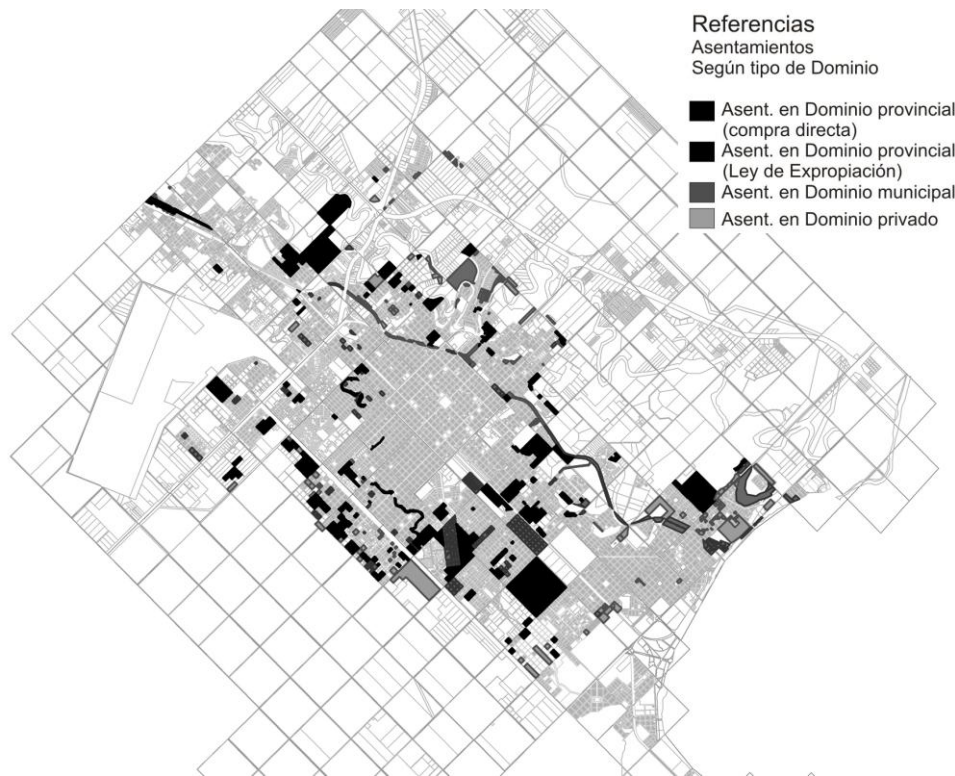 Referencias
Asentamientos
Según tipo de Dominio
Asent. en Dominio provincial
(compra directa)
Asent. en Dominio provincial
(Ley de Expropiación)
Asent. en Dominio municipal
Asent. en Dominio privado